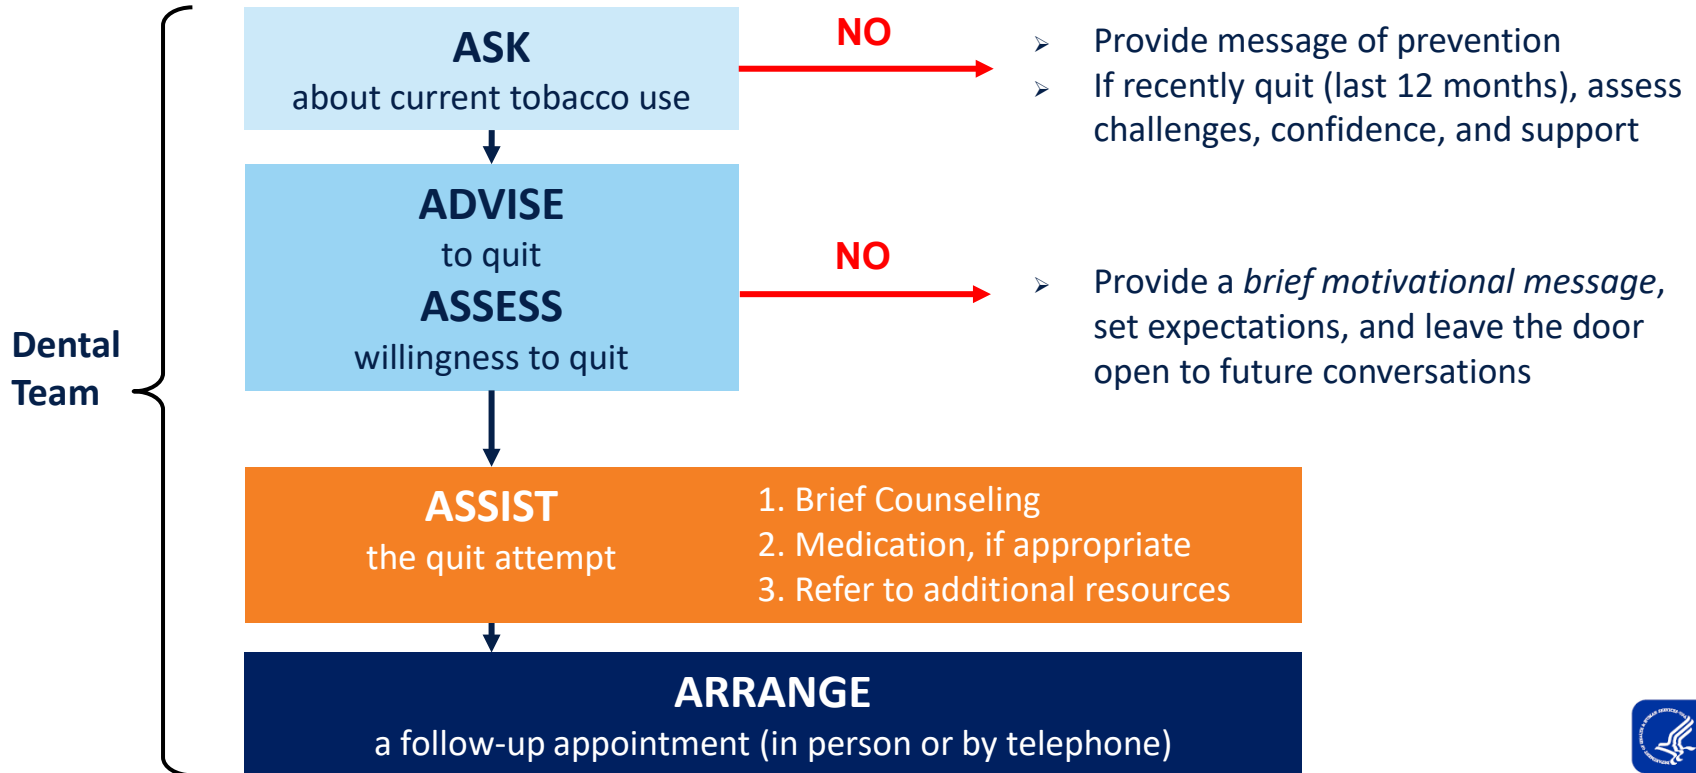 ASK
about current tobacco use
NO
➢ Provide message of prevention
➢ If recently quit (last 12 months), assess
challenges, confidence, and support
ADVISE
to quit
ASSESS
willingness to quit
NO
➢ Provide a brief motivational message,
set expectations, and leave the door
open to future conversations
Dental
Team
ASSIST
the quit attempt
1. Brief Counseling
2. Medication, if appropriate
3. Refer to additional resources
ARRANGE
a follow-up appointment (in person or by telephone)